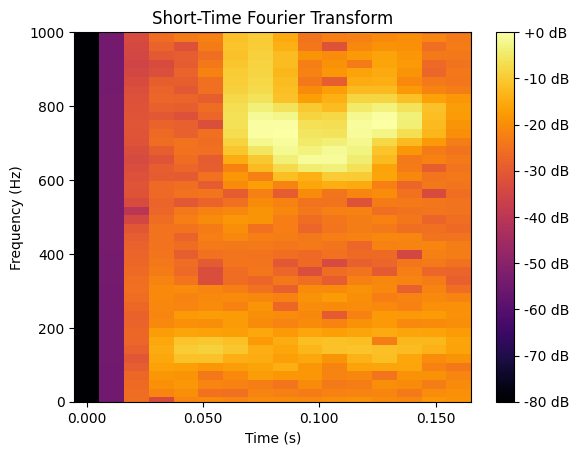 Short-Time Fourier Transform
1000
800
600
400
200
0
Frequency (Hz)
0.000
0.050
0.100
0.150
Time (s)
+0 dB
-10 dB
-20 dB
-30 dB
-40 dB
-50 dB
-60 dB
-70 dB
-80 dB